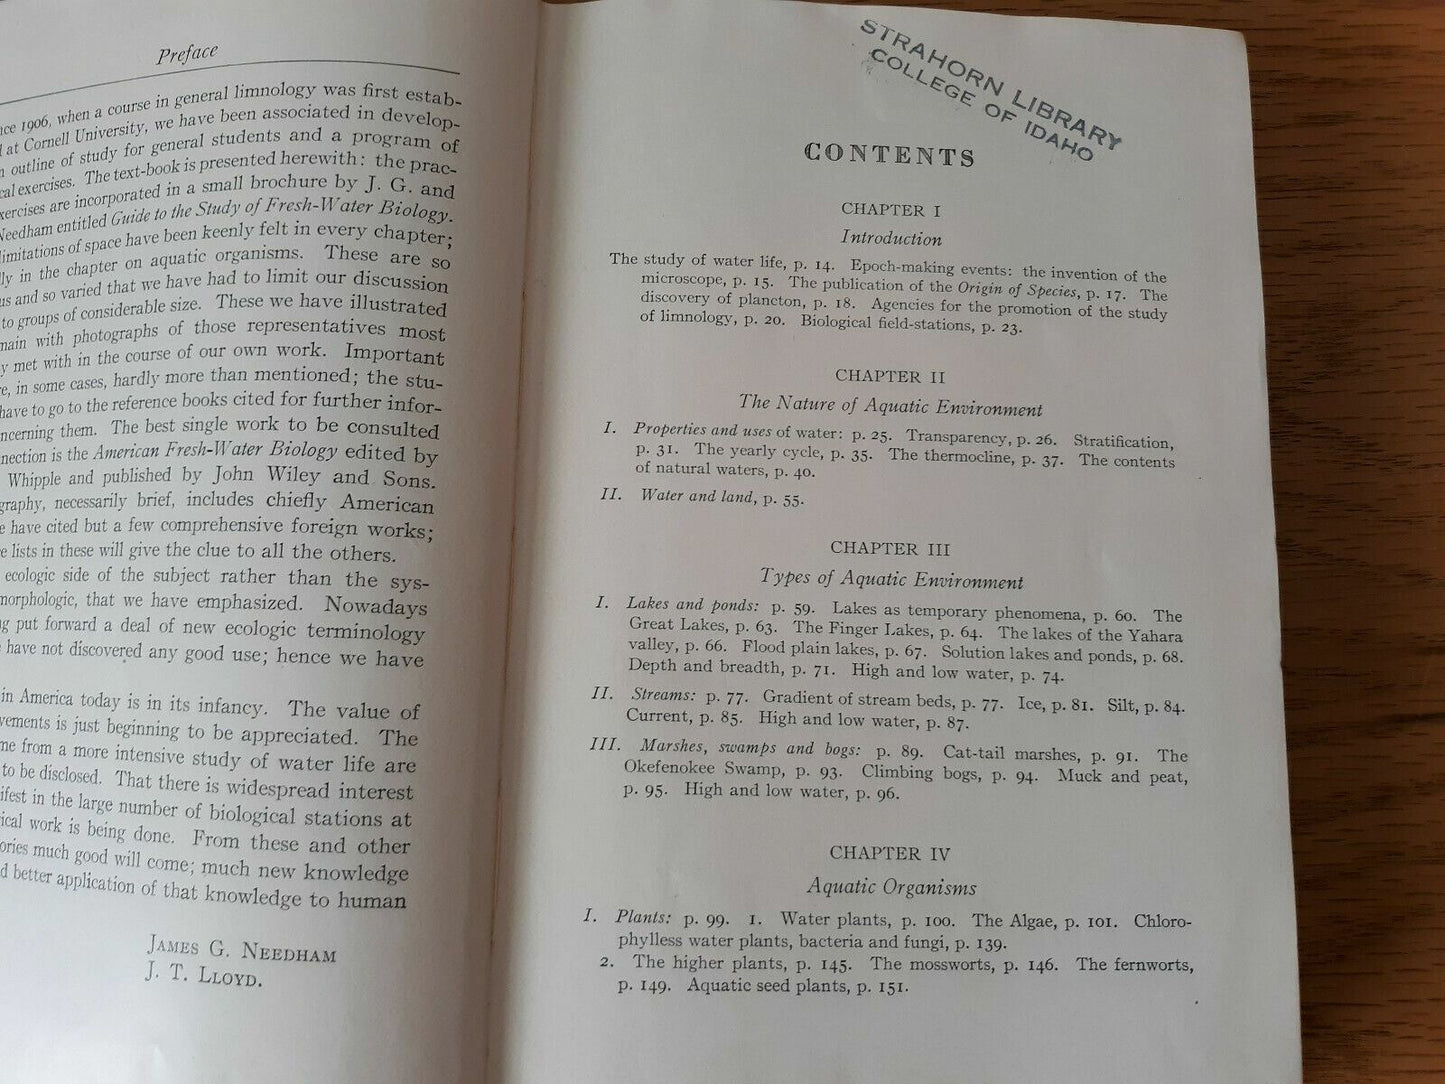 Preface
1906, when a course in general limnology was first estab-
at Cornell University, we have been associated in develop-
outline of study for general students and a program of
exercises. The text-book is presented herewith: the prac-
are incorporated in a small brochure by J. G. and
Needham entitled Guide to the Study of Fresh-Water Biology.
limitations of space have been keenly felt in every chapter;
in the chapter on aquatic organisms. These are so
and so varied that we have had to limit our discussion
to groups of considerable size. These we have illustrated
with photographs of those representatives most
met with in the course of our own work. Important
in some cases, hardly more than mentioned; the stu-
have to go to the reference books cited for further infor-
them. The best single work to be consulted
is the American Fresh-Water Biology edited by
Whipple and published by John Wiley and Sons.
necessarily brief, includes chiefly American
have cited but a few comprehensive foreign works;
lists in these will give the clue to all the others.
ecologic side of the subject rather than the sys-
morphologic, that we have emphasized. Nowadays
put forward a deal of new ecologic terminology
have not discovered any good use; hence we have
in America today is in its infancy. The value of
is just beginning to be appreciated. The
from a more intensive study of water life are
to be disclosed. That there is widespread interest
in the large number of biological stations at
work is being done. From these and other
much good will come; much new knowledge
better application of that knowledge to human
JAMES G. NEEDHAM
J. T. LLOYD.
STRAHORN LIBRARY
COLLEGE OF IDAHO
CONTENTS
CHAPTER I
Introduction
The study of water life, p. 14. Epoch-making events: the invention of the
microscope, p. 15. The publication of the Origin of Species, p. 17. The
discovery of plancton, p. 18. Agencies for the promotion of the study
of limnology, p. 20. Biological field-stations, p. 23.
CHAPTER II
The Nature of Aquatic Environment
I. Properties and uses of water: p. 25. Transparency, p. 26. Stratification,
p. 31. The yearly cycle, p. 35. The thermocline, p. 37. The contents
of natural waters, p. 40.
II. Water and land, p. 55.
CHAPTER III
Types of Aquatic Environment
I. Lakes and ponds: p. 59. Lakes as temporary phenomena, p. 60. The
Great Lakes, p. 63. The Finger Lakes, p. 64. The lakes of the Yahara
valley, p. 66. Flood plain lakes, p. 67. Solution lakes and ponds, p. 68.
Depth and breadth, p. 71. High and low water, p. 74.
II. Streams: p. 77. Gradient of stream beds, p. 77. Ice, p. 81. Silt, p. 84.
Current, p. 85. High and low water, p. 87.
III. Marshes, swamps and bogs: p. 89. Cat-tail marshes, p. 91. The
Okefenokee Swamp, p. 93. Climbing bogs, p. 94. Muck and peat,
p. 95. High and low water, p. 96.
CHAPTER IV
Aquatic Organisms
I. Plants: p. 99. 1. Water plants, p. 100. The Algae, p. 101. Chloro-
phylless water plants, bacteria and fungi, p. 139.
2. The higher plants, p. 145. The mossworts, p. 146. The fernworts,
p. 149. Aquatic seed plants, p. 151.